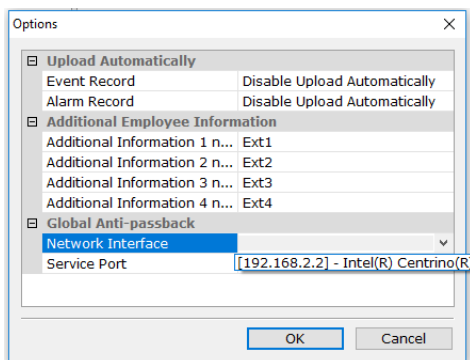 Options
Upload Automatically
Event Record Disable Upload Automatically
Alarm Record Disable Upload Automatically
Additional Employee Information
Additional Information 1 n... Ext1
Additional Information 2 n... Ext2
Additional Information 3 n... Ext3
Additional Information 4 n... Ext4
Global Anti-passback
Network Interface
Service Port [192.168.2.2] - Intel(R) Centrino(R
OK Cancel